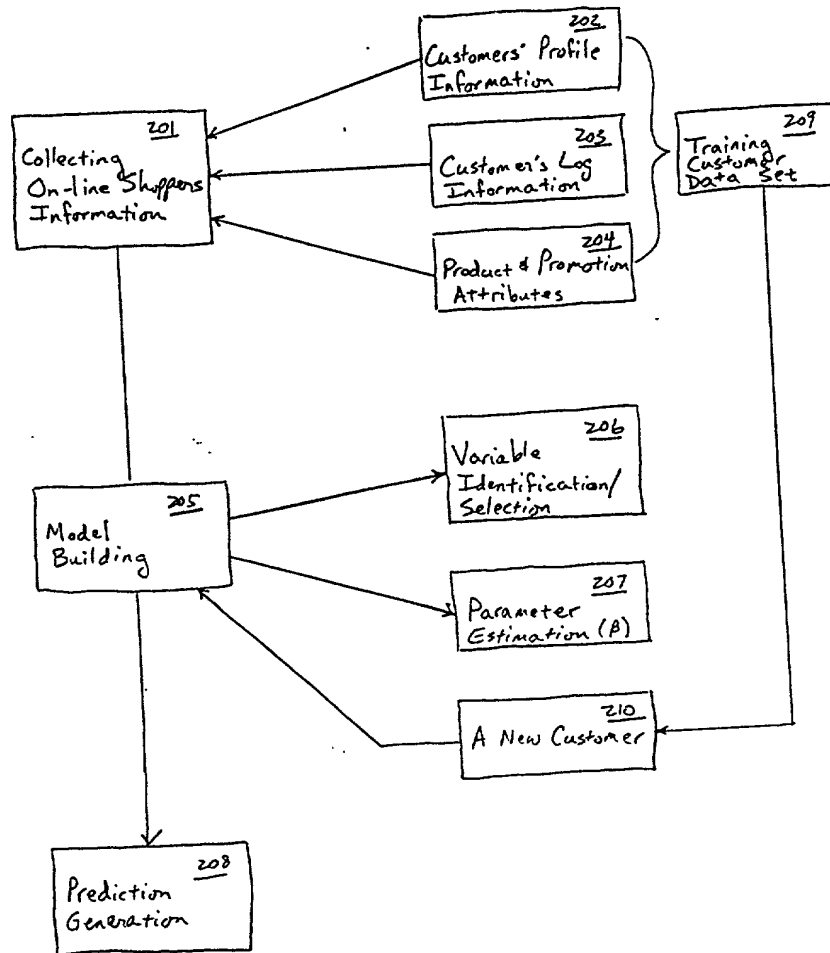 202
Customers' Profile
Information
201
Collecting
On-line Shoppers
Information
203
Customer's Log
Information
209
Training
Customer
Data Set
204
Product & Promotion
Attributes
206
Variable
Identification/
Selection
205
Model
Building
207
Parameter
Estimation (β)
210
A New Customer
208
Prediction
Generation